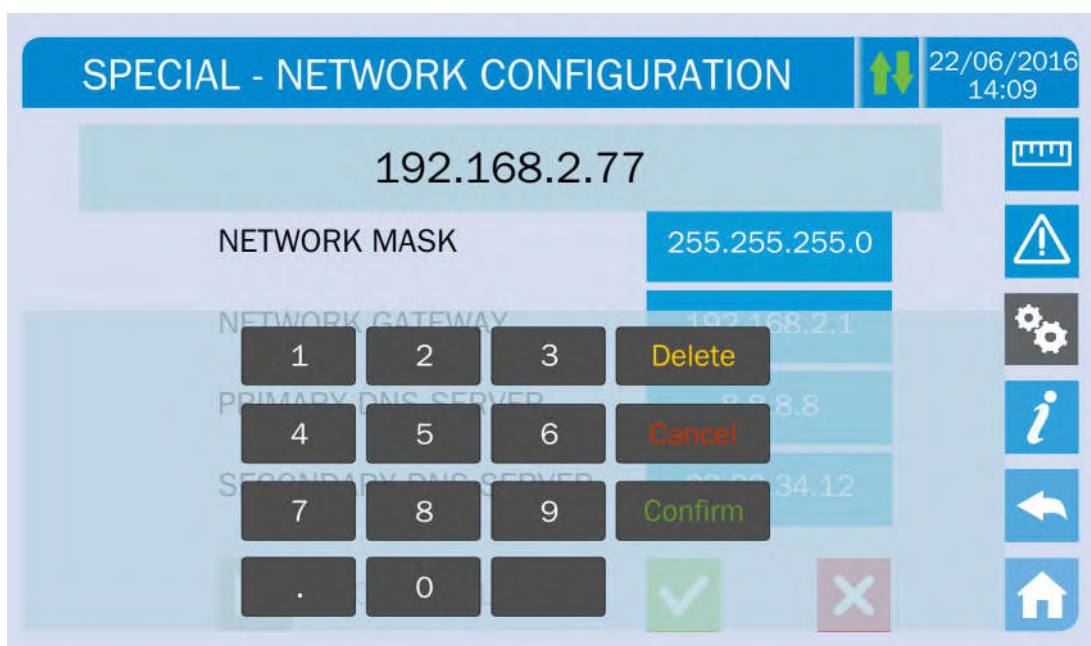 SPECIAL - NETWORK CONFIGURATION
22/06/2016
14:09
192.168.2.77
NETWORK MASK 255.255.255.0
NETWORK GATEWAY 192.168.2.1
1 2 3 Delete
PRIMARY DNS SERVER 8.8.8.8
4 5 6 Cancel
SECONDARY DNS SERVER 34.12
7 8 9 Confirm
. 0
i